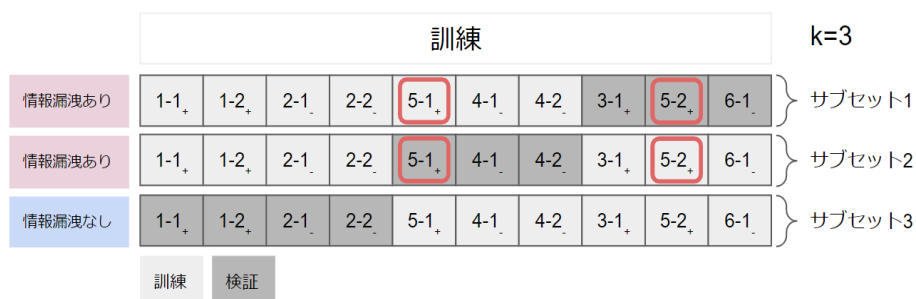 訓練 k=3
情報漏洩あり 1-1+ 1-2+ 2-1- 2-2- 5-1+ 4-1- 4-2- 3-1+ 5-2+ 6-1- サブセット1
情報漏洩あり 1-1+ 1-2+ 2-1- 2-2- 5-1+ 4-1- 4-2- 3-1+ 5-2+ 6-1- サブセット2
情報漏洩なし 1-1+ 1-2+ 2-1- 2-2- 5-1+ 4-1- 4-2- 3-1+ 5-2+ 6-1- サブセット3
訓練 検証